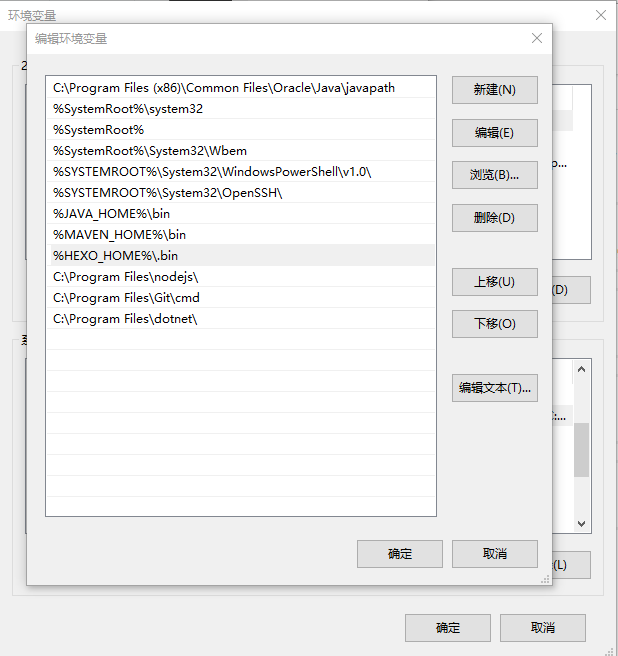 环境变量
编辑环境变量
C:\Program Files (x86)\Common Files\Oracle\Java\javapath
%SystemRoot%\system32
%SystemRoot%
%SystemRoot%\System32\Wbem
%SYSTEMROOT%\System32\WindowsPowerShell\v1.0\
%SYSTEMROOT%\System32\OpenSSH\
%JAVA_HOME%\bin
%MAVEN_HOME%\bin
%HEXO_HOME%\.bin
C:\Program Files\nodejs\
C:\Program Files\Git\cmd
C:\Program Files\dotnet\
新建(N)
编辑(E)
浏览(B)...
删除(D)
上移(U)
下移(O)
编辑文本(T)...
确定
取消
p...
(D)
(L)
确定
取消